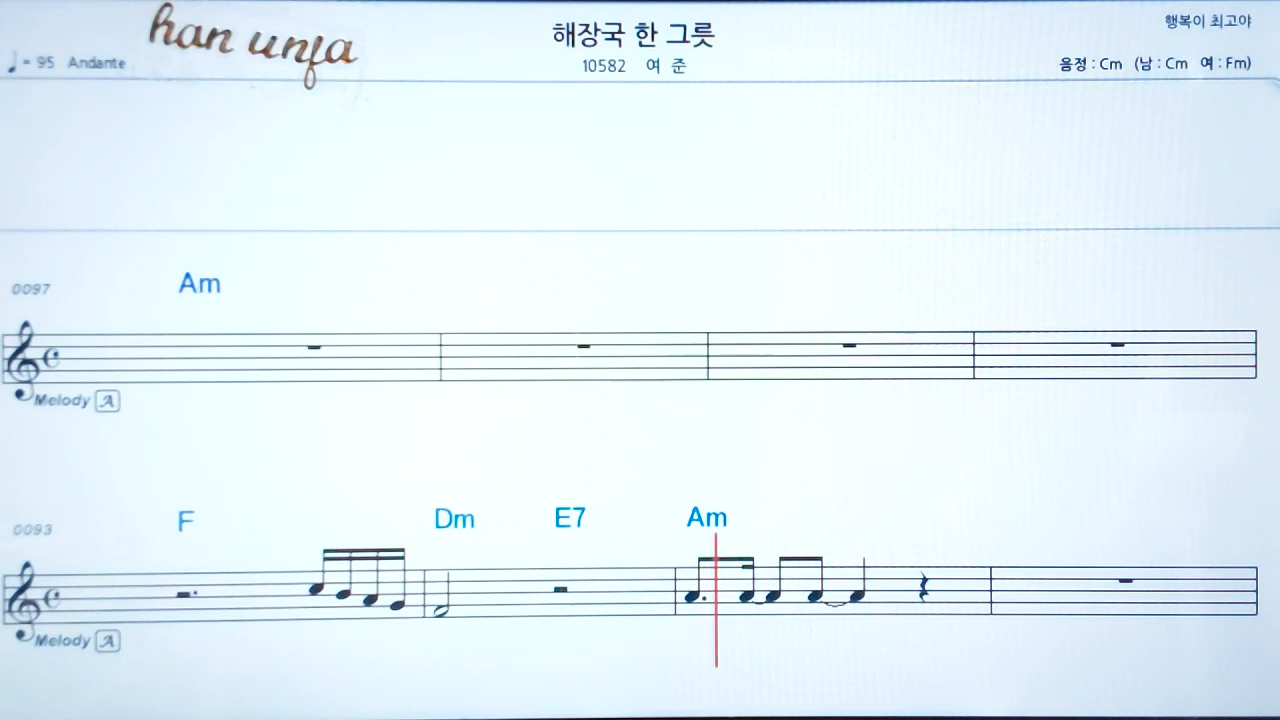 han unfa
해장국 한 그릇
행복이 최고야
♩= 95 Andante
10582 여 준
음정 : Cm (남 : Cm 여 : Fm)
0097 Am
Melody A
0093 F Dm E7 Am
Melody A